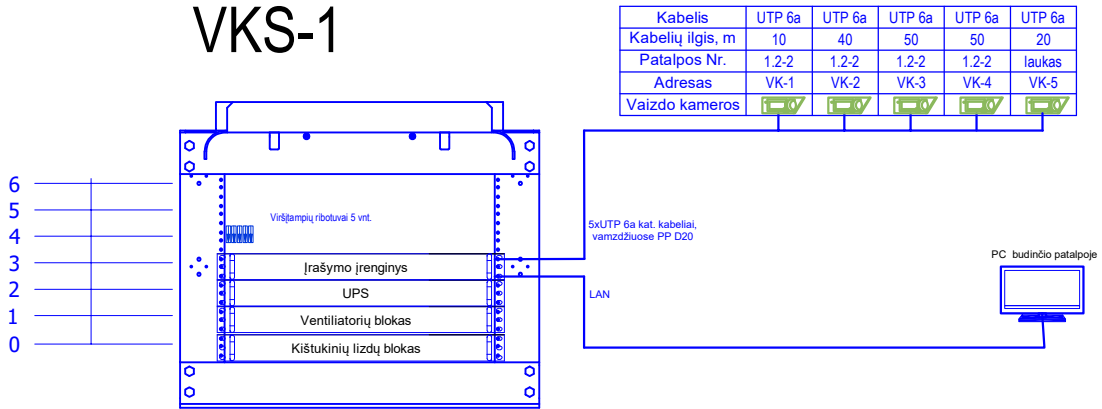 VKS-1
Kabelis UTP 6a UTP 6a UTP 6a UTP 6a UTP 6a
Kabelių ilgis, m 10 40 50 50 20
Patalpos Nr. 1.2-2 1.2-2 1.2-2 1.2-2 laukas
Adresas VK-1 VK-2 VK-3 VK-4 VK-5
Vaizdo kameros
6
5
4
3
2
1
0
Viršįtampių ribotuvai 5 vnt.
Įrašymo įrenginys
UPS
Ventiliatorių blokas
Kištukinių lizdų blokas
5xUTP 6a kat. kabeliai,
vamzdžiuose PP D20
LAN
PC budinčio patalpoje